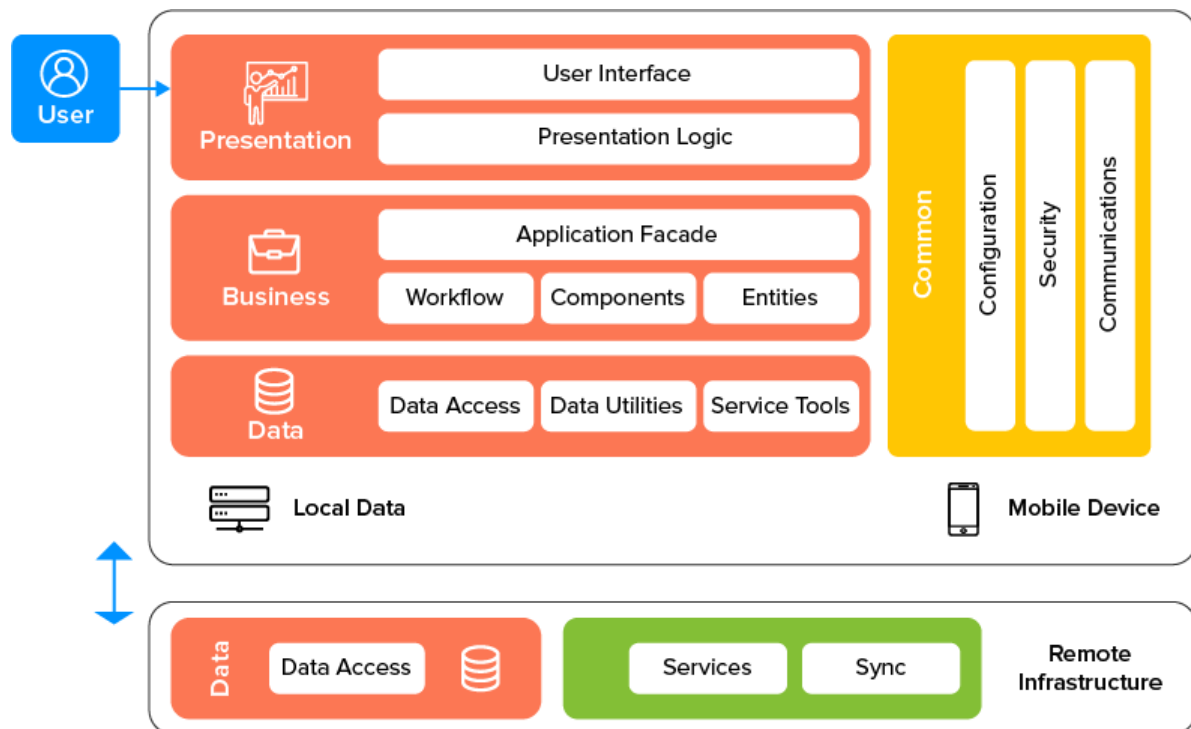 User
Presentation
User Interface
Presentation Logic
Business
Application Facade
Workflow
Components
Entities
Data
Data Access
Data Utilities
Service Tools
Common
Configuration
Security
Communications
Local Data
Mobile Device
Data
Data Access
Services
Sync
Remote
Infrastructure